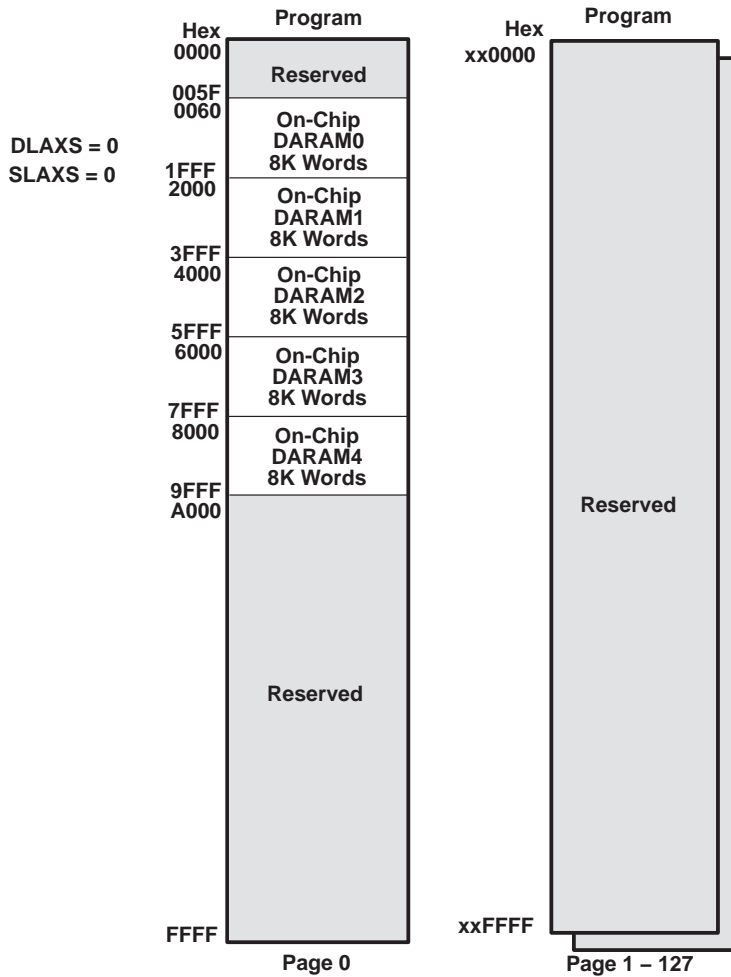 Hex
Program
0000
Reserved
005F
0060
On-Chip
DARAM0
8K Words
DLAXS = 0
SLAXS = 0
1FFF
2000
On-Chip
DARAM1
8K Words
3FFF
4000
On-Chip
DARAM2
8K Words
5FFF
6000
On-Chip
DARAM3
8K Words
7FFF
8000
On-Chip
DARAM4
8K Words
9FFF
A000
Reserved
FFFF
Page 0
Hex
Program
xx0000
Reserved
xxFFFF
Page 1 – 127